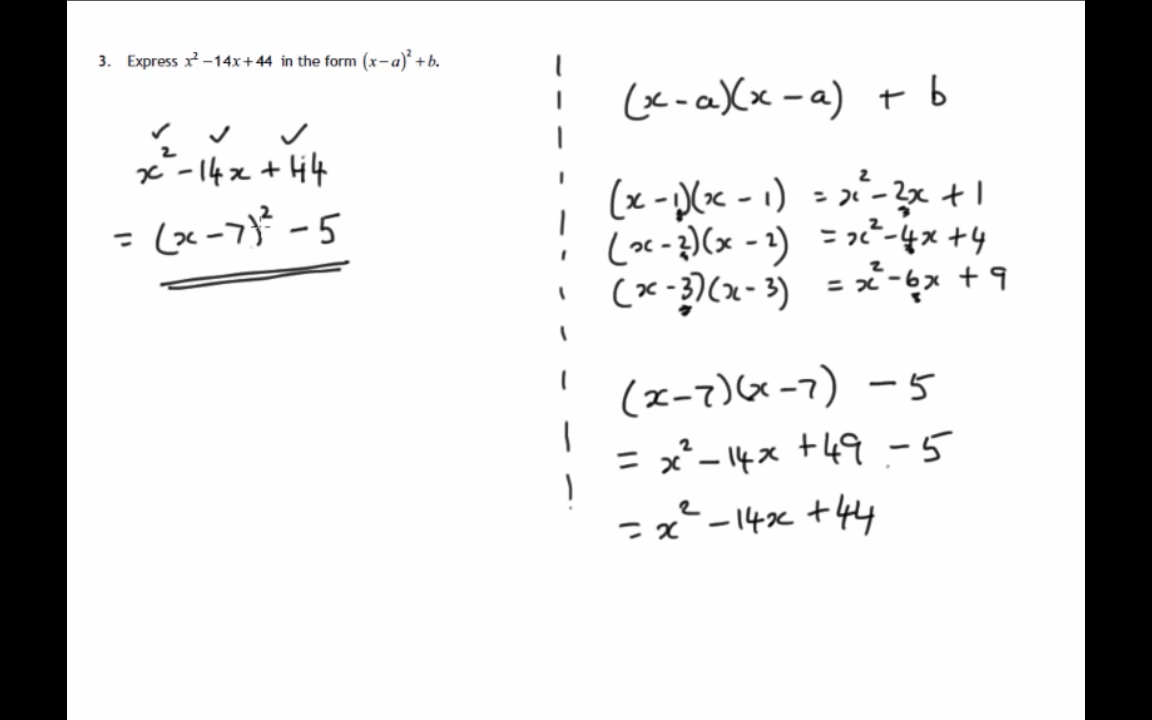 3. Express x² – 14x + 44 in the form (x – a)² + b.
x² – 14x + 44
= (x – 7)² – 5
(x – a)(x – a) + b
(x – 1)(x – 1) = x² – 2x + 1
(x – 2)(x – 2) = x² – 4x + 4
(x – 3)(x – 3) = x² – 6x + 9
(x – 7)(x – 7) – 5
= x² – 14x + 49 – 5
= x² – 14x + 44